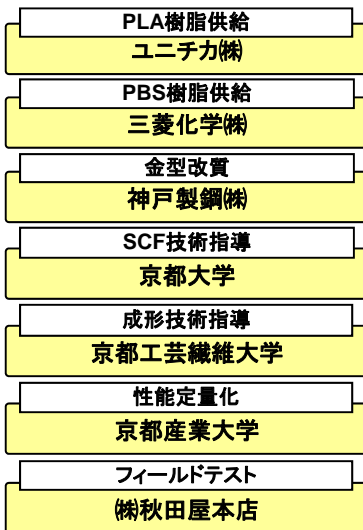 PLA樹脂供給
ユニチカ㈱
PBS樹脂供給
三菱化学㈱
金型改質
神戸製鋼㈱
SCF技術指導
京都大学
成形技術指導
京都工芸繊維大学
性能定量化
京都産業大学
フィールドテスト
㈱秋田屋本店